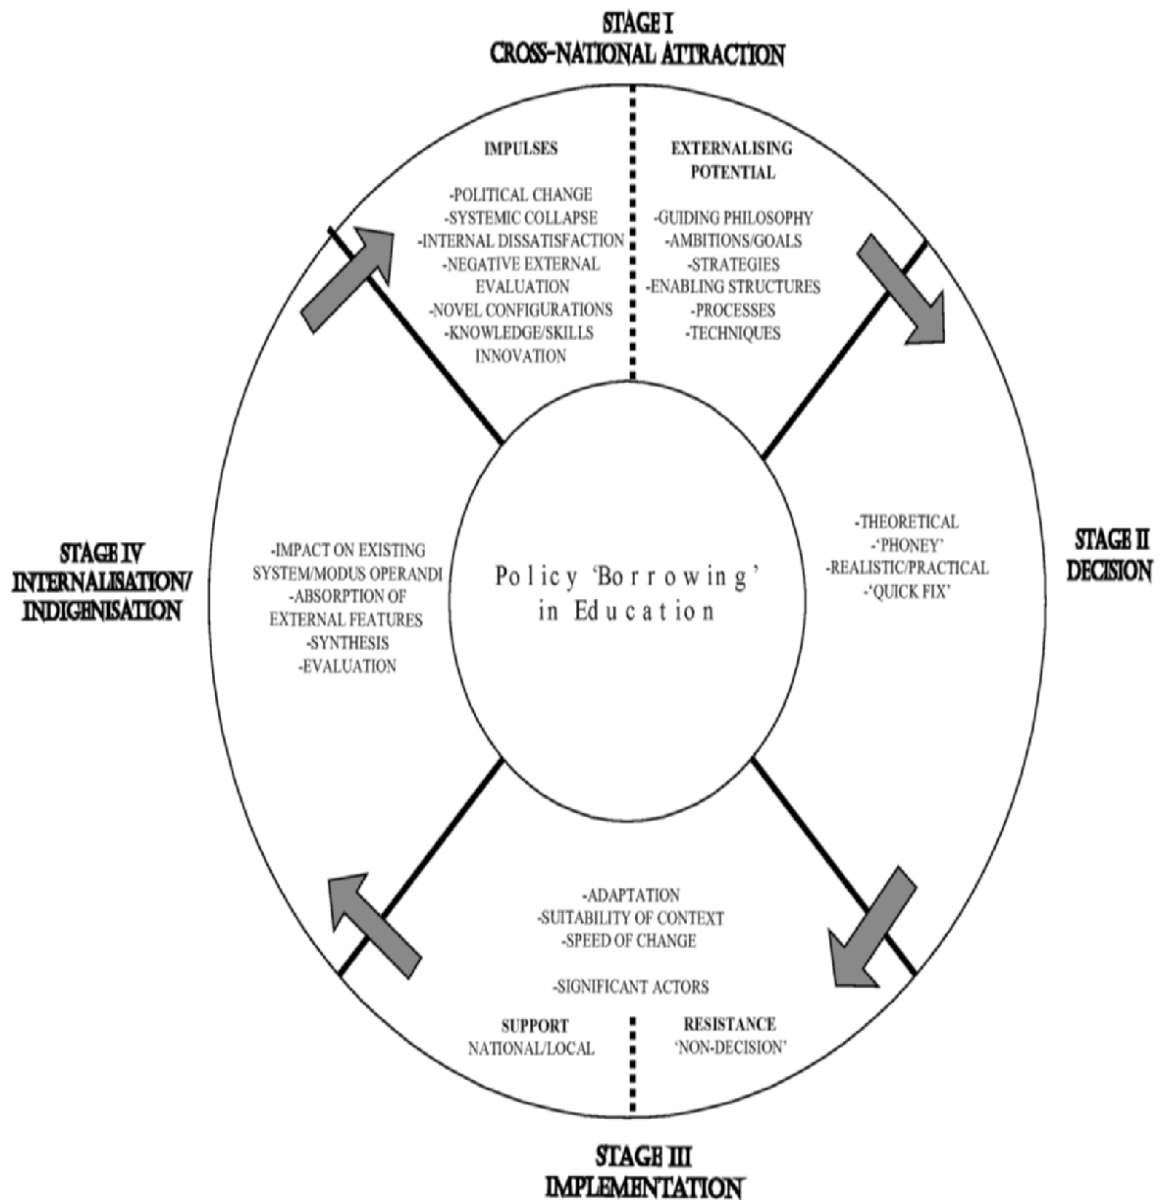 STAGE I
CROSS-NATIONAL ATTRACTION
IMPULSES
-POLITICAL CHANGE
-SYSTEMIC COLLAPSE
-INTERNAL DISSATISFACTION
-NEGATIVE EXTERNAL
EVALUATION
-NOVEL CONFIGURATIONS
-KNOWLEDGE/SKILLS
INNOVATION
EXTERNALISING
POTENTIAL
-GUIDING PHILOSOPHY
-AMBITIONS/GOALS
-STRATEGIES
-ENABLING STRUCTURES
-PROCESSES
-TECHNIQUES
STAGE II
DECISION
-THEORETICAL
-‘PHONEY’
-REALISTIC/PRACTICAL
-‘QUICK FIX’
Policy ‘Borrowing’
in Education
STAGE IV
INTERNALISATION/
INDIGENISATION
-IMPACT ON EXISTING
SYSTEM/MODUS OPERANDI
-ABSORPTION OF
EXTERNAL FEATURES
-SYNTHESIS
-EVALUATION
-ADAPTATION
-SUITABILITY OF CONTEXT
-SPEED OF CHANGE
-SIGNIFICANT ACTORS
SUPPORT
NATIONAL/LOCAL
RESISTANCE
‘NON-DECISION’
STAGE III
IMPLEMENTATION